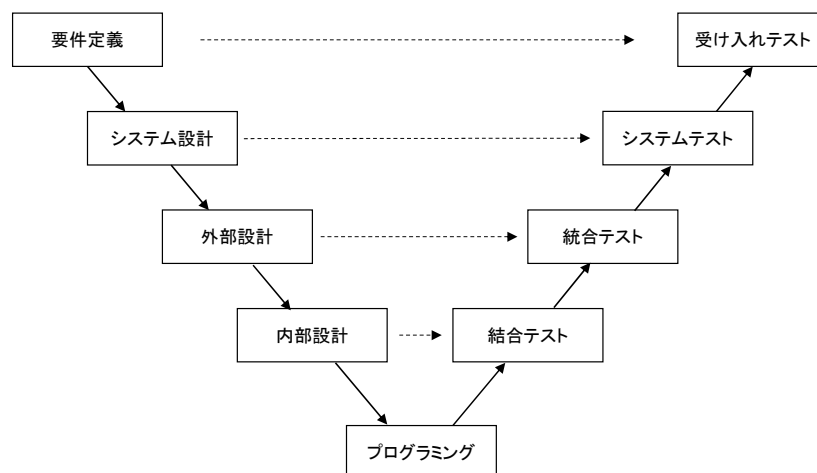 要件定義
受け入れテスト
システム設計
システムテスト
外部設計
統合テスト
内部設計
結合テスト
プログラミング